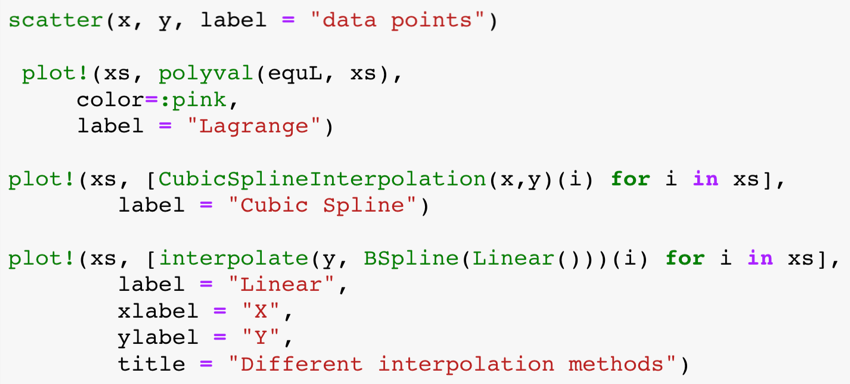 scatter(x, y, label = "data points")
plot!(xs, polyval(equL, xs),
color=:pink,
label = "Lagrange")
plot!(xs, [CubicSplineInterpolation(x,y)(i) for i in xs],
label = "Cubic Spline")
plot!(xs, [interpolate(y, BSpline(Linear()))(i) for i in xs],
label = "Linear",
xlabel = "X",
ylabel = "Y",
title = "Different interpolation methods")